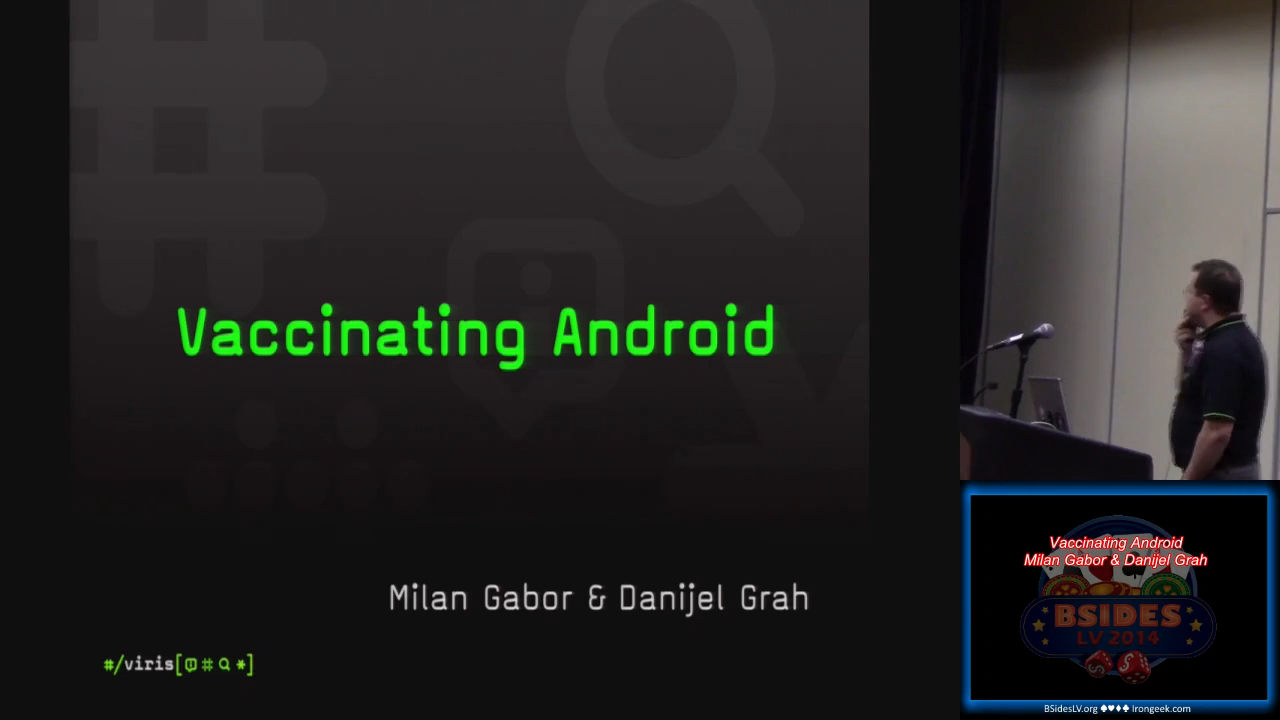 Vaccinating Android
Milan Gabor & Danijel Grah
#/viris[#*]
Vaccinating Android
Milan Gabor & Danijel Grah
BSIDES
LV 2014
BSidesLV.org ♠♥♦♣ Irongeek.com